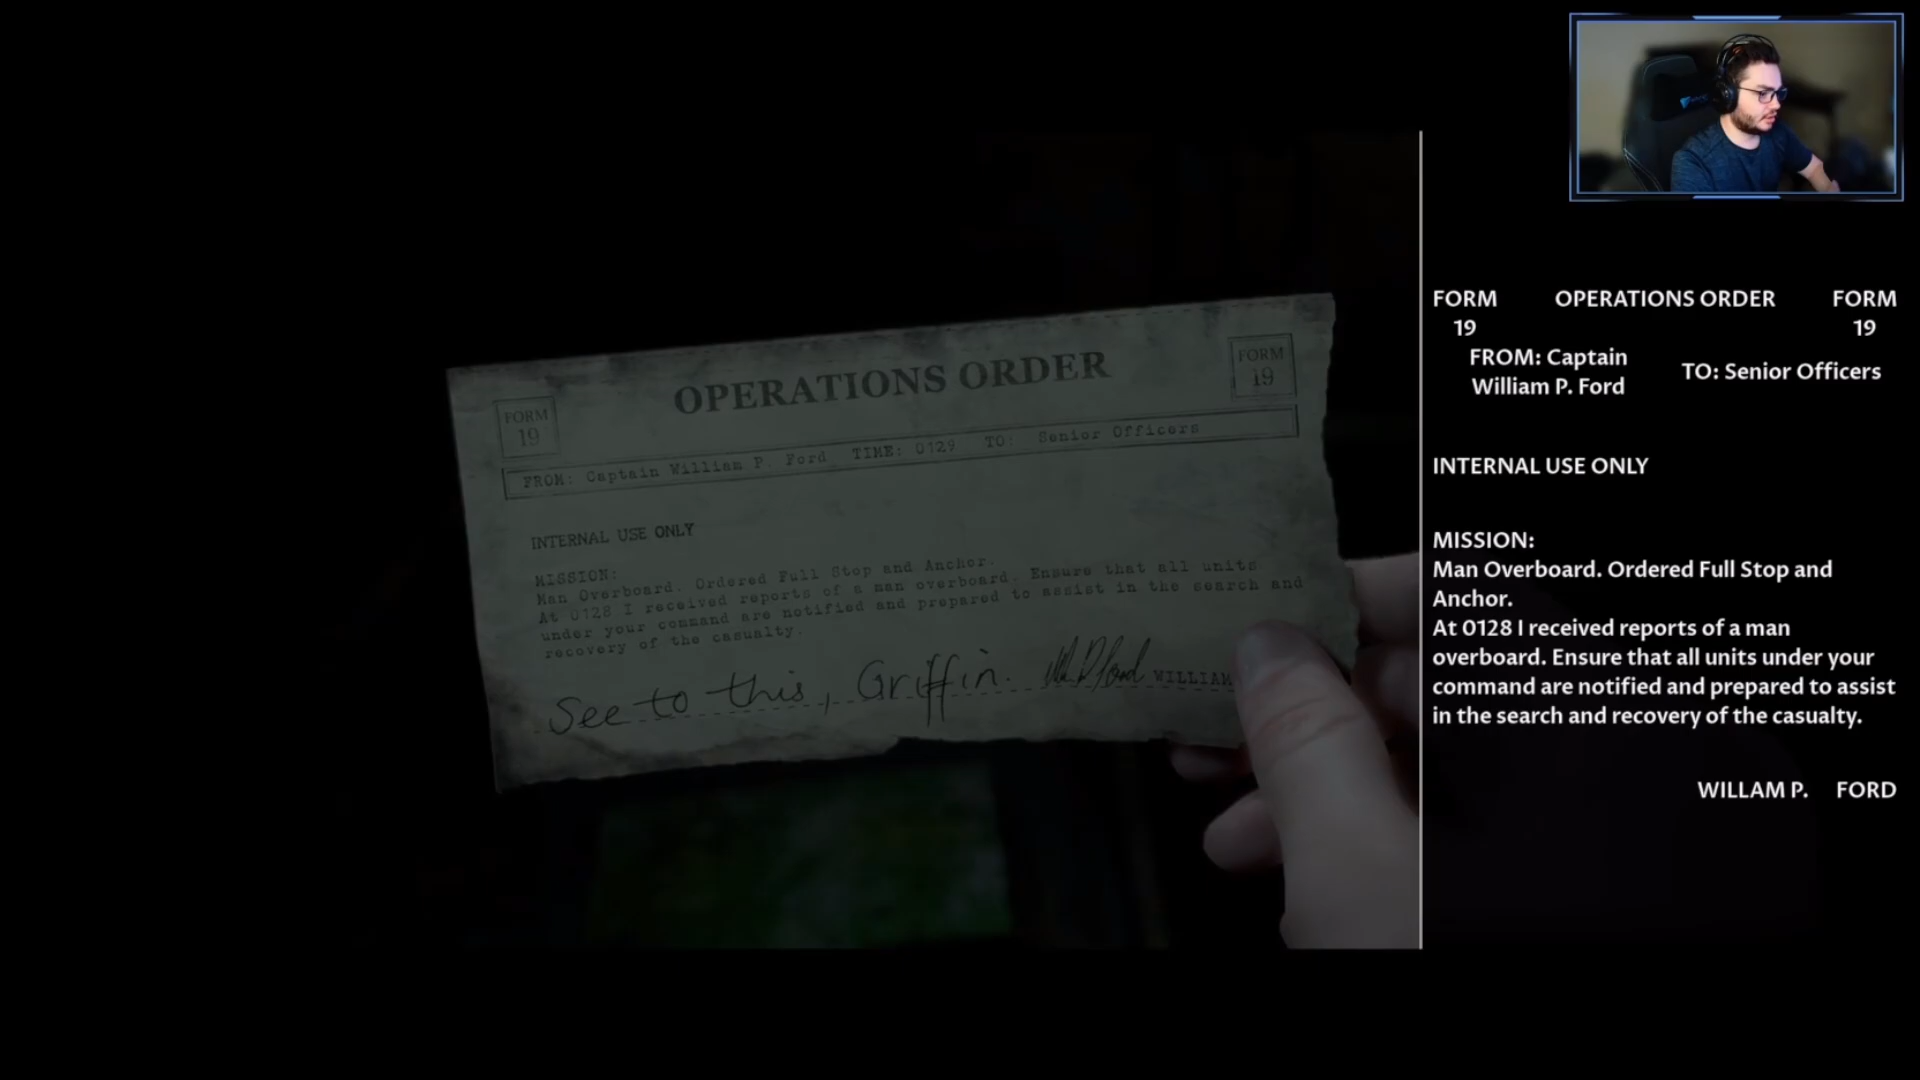 OPERATIONS ORDER
FORM
19
FORM
19
FROM: Captain William P. Ford TIME: 0129 TO: Senior Officers
INTERNAL USE ONLY
MISSION:
Man Overboard. Ordered Full Stop and Anchor.
At 0128 I received reports of a man overboard. Ensure that all units
under your command are notified and prepared to assist in the search and
recovery of the casualty.
See to this, Griffin.
WILLIAM
FORM OPERATIONS ORDER FORM
19 19
FROM: Captain
William P. Ford
TO: Senior Officers
INTERNAL USE ONLY
MISSION:
Man Overboard. Ordered Full Stop and
Anchor.
At 0128 I received reports of a man
overboard. Ensure that all units under your
command are notified and prepared to assist
in the search and recovery of the casualty.
WILLAM P. FORD